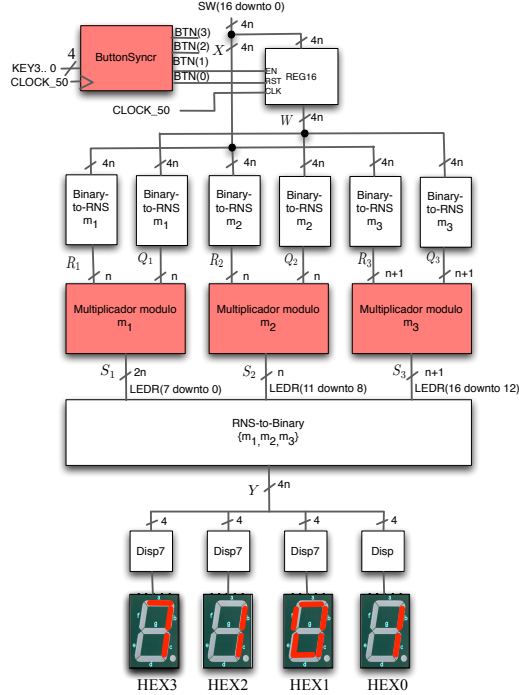 SW(16 downto 0)
4n
BTN(3)
ButtonSyncr
BTN(2)
X
4n
4n
4
BTN(1)
KEY3.. 0
EN
REG16
BTN(0)
RST
CLOCK_50
CLK
CLOCK_50
W
4n
4n 4n 4n 4n 4n 4n
Binary- Binary- Binary- Binary- Binary- Binary-
to-RNS to-RNS to-RNS to-RNS to-RNS to-RNS
m1 m1 m2 m2 m3 m3
R1 Q1 R2 Q2 R3 Q3
n n n n n+1 n+1
Multiplicador modulo Multiplicador modulo Multiplicador modulo
m1 m2 m3
S1 2n S2 n S3 n+1
LEDR(7 downto 0) LEDR(11 downto 8) LEDR(16 downto 12)
RNS-to-Binary
{m1,m2,m3}
Y 4n
4 4 4 4
Disp7 Disp7 Disp7 Disp
a a a a
f b f b f b f b
g g g g
e c e c e c e c
d d d d
HEX3 HEX2 HEX1 HEX0